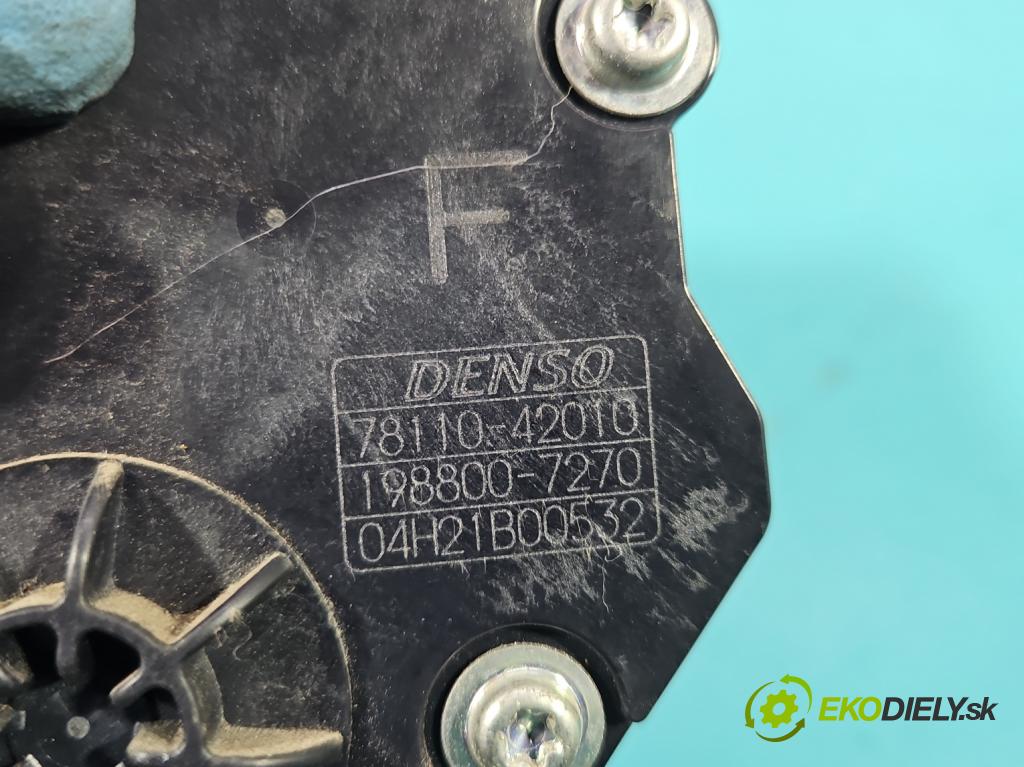 F
DENSO
78110-42010
198800-7270
04H21B00532
EKODIELY.sk